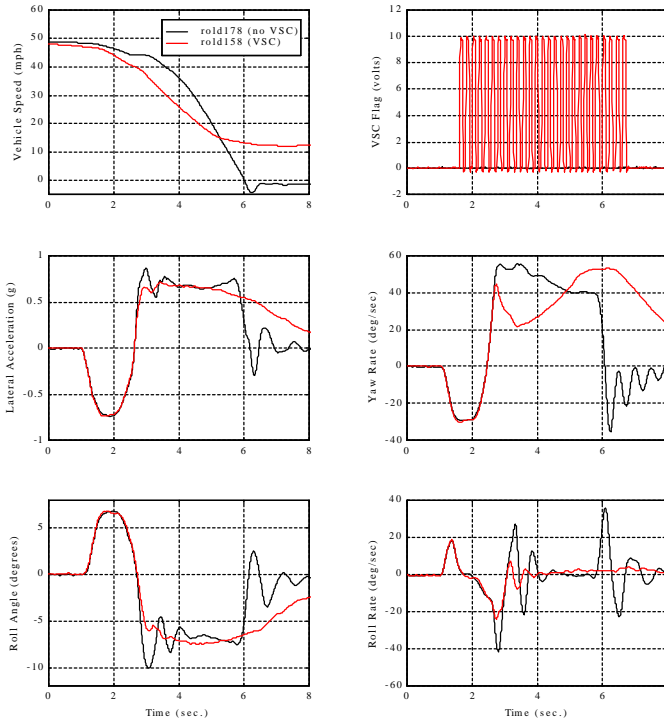 rold178 (no VSC)
rold158 (VSC)
Vehicle Speed (mph)
50
40
30
20
10
0
0 2 4 6 8
VSC Flag (volts)
12
10
8
6
4
2
0
-2
0 2 4 6
Lateral Acceleration (g)
1
0.5
0
-0.5
-1
0 2 4 6 8
Yaw Rate (deg/sec)
60
40
20
0
-20
-40
0 2 4 6
Roll Angle (degrees)
5
0
-5
-10
0 2 4 6 8
Time (sec.)
Roll Rate (deg/sec)
40
20
0
-20
-40
-60
0 2 4 6
Time (sec.)